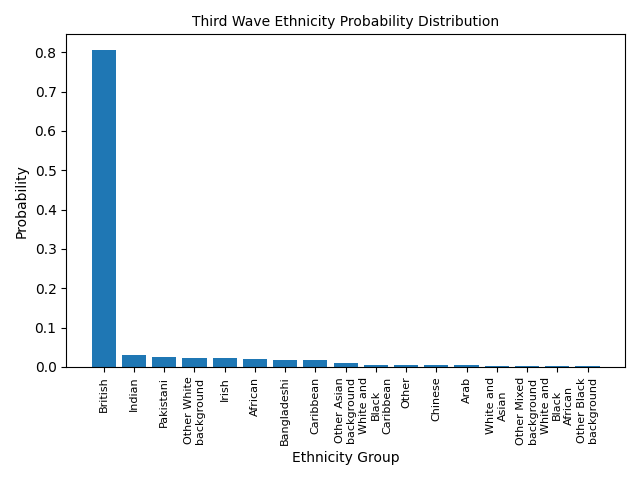 Third Wave Ethnicity Probability Distribution
Probability
0.8
0.7
0.6
0.5
0.4
0.3
0.2
0.1
0.0
British
Indian
Pakistani
Other White
background
Irish
African
Bangladeshi
Caribbean
Other Asian
background
White and
Black
Caribbean
Other
Chinese
Arab
White and
Asian
Other Mixed
background
White and
Black
African
Other Black
background
Ethnicity Group